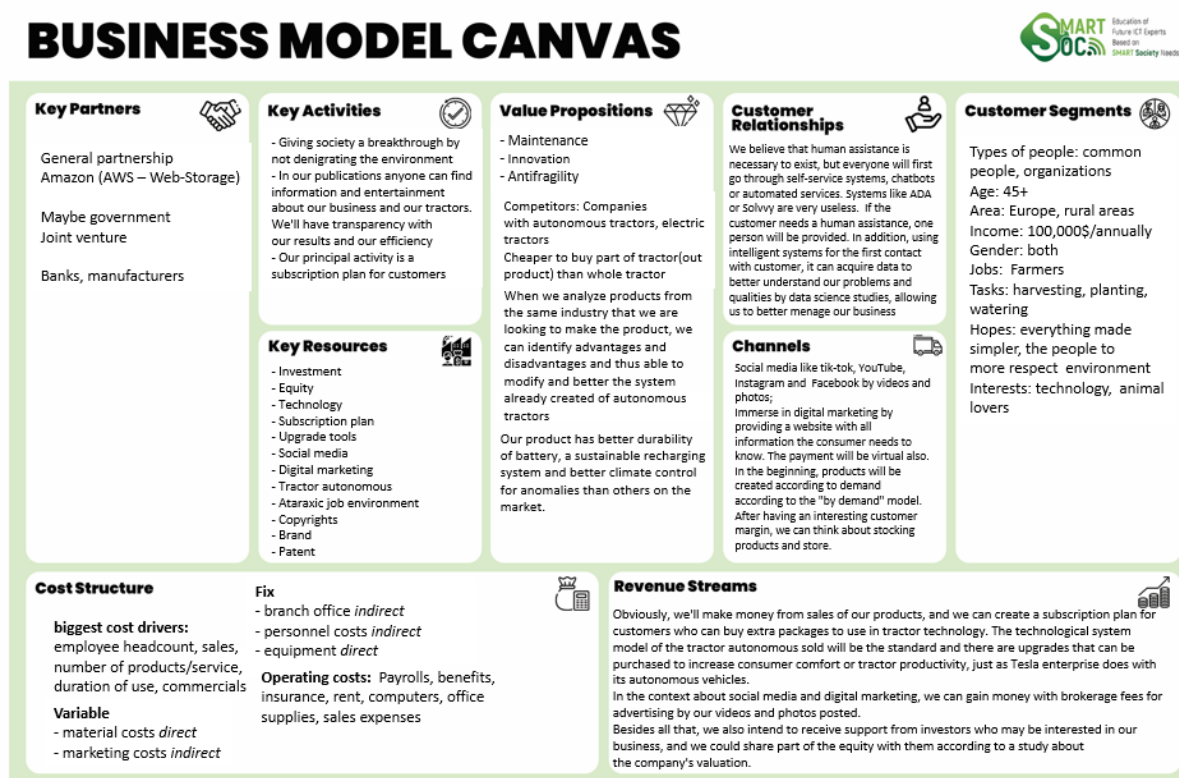 BUSINESS MODEL CANVAS
SMART
SOC
Education of
Future ICT Experts
Based on
SMART Society Needs
Key Partners
General partnership
Amazon (AWS – Web-Storage)
Maybe government
Joint venture
Banks, manufacturers
Key Activities
- Giving society a breakthrough by
not denigrating the environment
- In our publications anyone can find
information and entertainment
about our business and our tractors.
We'll have transparency with
our results and our efficiency
- Our principal activity is a
subscription plan for customers
Key Resources
- Investment
- Equity
- Technology
- Subscription plan
- Upgrade tools
- Social media
- Digital marketing
- Tractor autonomous
- Ataraxic job environment
- Copyrights
- Brand
- Patent
Value Propositions
- Maintenance
- Innovation
- Antifragility
Competitors: Companies
with autonomous tractors, electric
tractors
Cheaper to buy part of tractor(out
product) than whole tractor
When we analyze products from
the same industry that we are
looking to make the product, we
can identify advantages and
disadvantages and thus able to
modify and better the system
already created of autonomous
tractors
Our product has better durability
of battery, a sustainable recharging
system and better climate control
for anomalies than others on the
market.
Customer
Relationships
We believe that human assistance is
necessary to exist, but everyone will first
go through self-service systems, chatbots
or automated services. Systems like ADA
or Solvvy are very useless. If the
customer needs a human assistance, one
person will be provided. In addition, using
intelligent systems for the first contact
with customer, it can acquire data to
better understand our problems and
qualities by data science studies, allowing
us to better menage our business
Channels
Social media like tik-tok, YouTube,
Instagram and Facebook by videos and
photos;
Immerse in digital marketing by
providing a website with all
information the consumer needs to
know. The payment will be virtual also.
In the beginning, products will be
created according to demand
according to the "by demand" model.
After having an interesting customer
margin, we can think about stocking
products and store.
Customer Segments
Types of people: common
people, organizations
Age: 45+
Area: Europe, rural areas
Income: 100,000$/annually
Gender: both
Jobs: Farmers
Tasks: harvesting, planting,
watering
Hopes: everything made
simpler, the people to
more respect environment
Interests: technology, animal
lovers
Cost Structure
biggest cost drivers:
employee headcount, sales,
number of products/service,
duration of use, commercials
Variable
- material costs direct
- marketing costs indirect
Fix
- branch office indirect
- personnel costs indirect
- equipment direct
Operating costs: Payrolls, benefits,
insurance, rent, computers, office
supplies, sales expenses
Revenue Streams
Obviously, we'll make money from sales of our products, and we can create a subscription plan for
customers who can buy extra packages to use in tractor technology. The technological system
model of the tractor autonomous sold will be the standard and there are upgrades that can be
purchased to increase consumer comfort or tractor productivity, just as Tesla enterprise does with
its autonomous vehicles.
In the context about social media and digital marketing, we can gain money with brokerage fees for
advertising by our videos and photos posted.
Besides all that, we also intend to receive support from investors who may be interested in our
business, and we could share part of the equity with them according to a study about
the company's valuation.